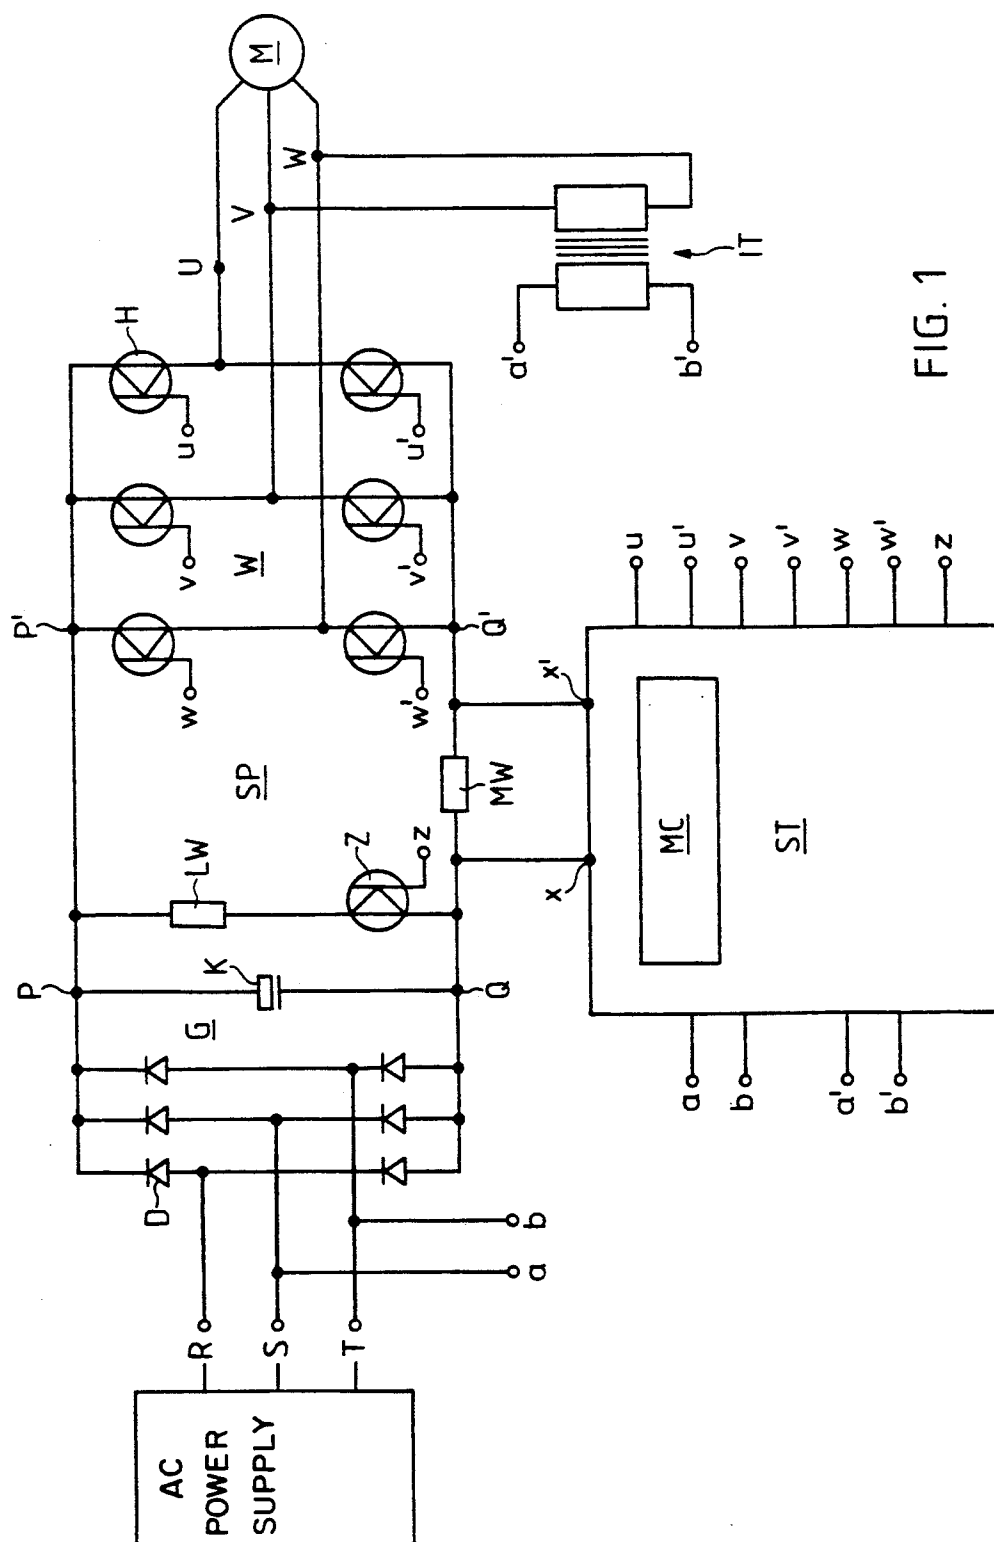 AC
POWER
SUPPLY
R
S
T
a
b
D
G
P
K
Q
LW
Z
z
SP
MW
P'
Q'
w
w'
v
v'
u
u'
W
H
U
V
W
M
a'
b'
IT
x
x'
MC
ST
a
b
a'
b'
u
u'
v
v'
w
w'
z
FIG. 1